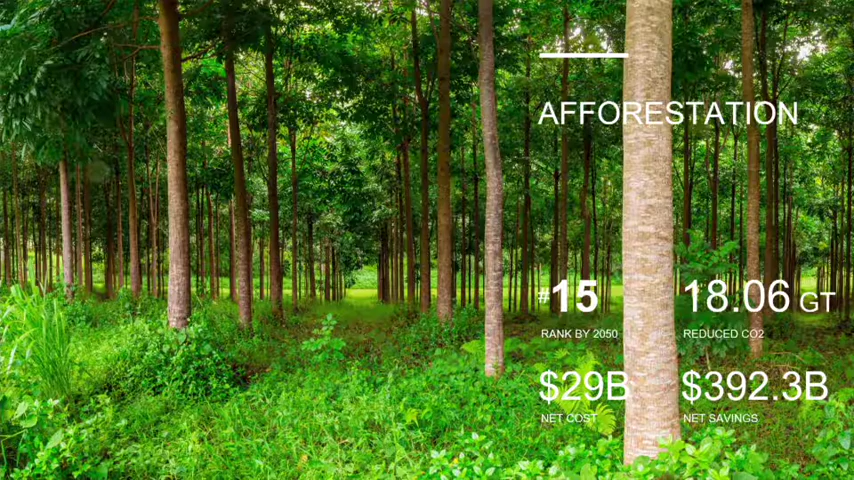 AFFORESTATION
#15
RANK BY 2050
18.06 GT
REDUCED CO2
$29B
NET COST
$392.3B
NET SAVINGS